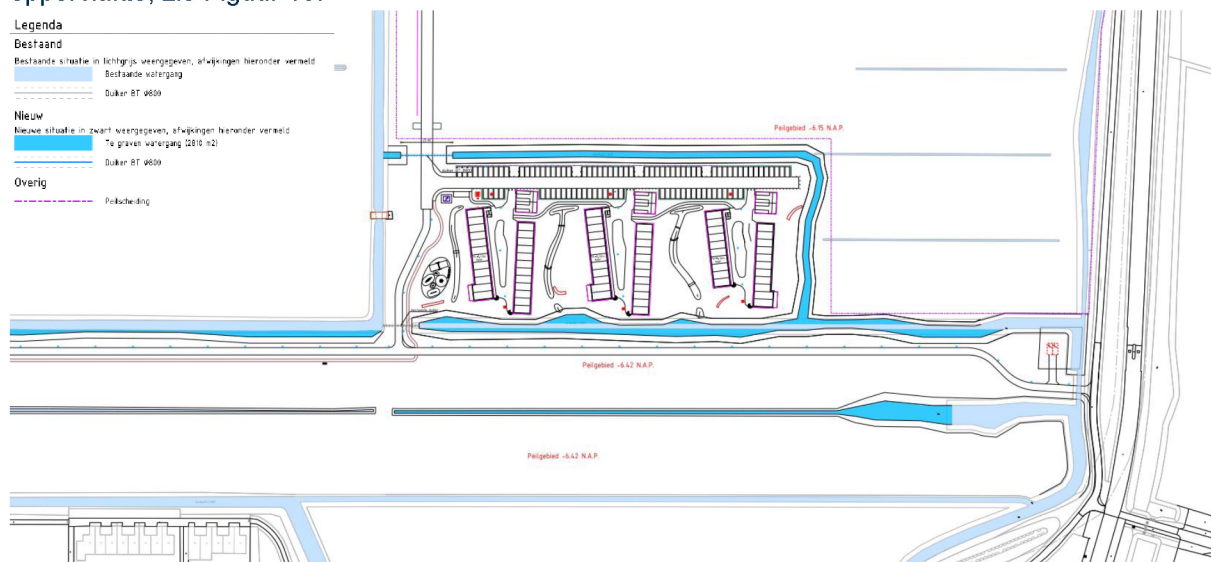 Legenda
Bestaand
Bestaande situatie in lichtgrijs weergegeven, afwijkingen hieronder vermeld
Bestaande watergang
Duiker BT Ø800
Nieuw
Nieuwe situatie in zwart weergegeven, afwijkingen hieronder vermeld
Te graven watergang (2810 m2)
Duiker BT Ø800
Overig
Peilscheiding
Peilgebied -6.15 N.A.P.
Peilgebied -6.42 N.A.P.
Peilgebied -6.42 N.A.P.